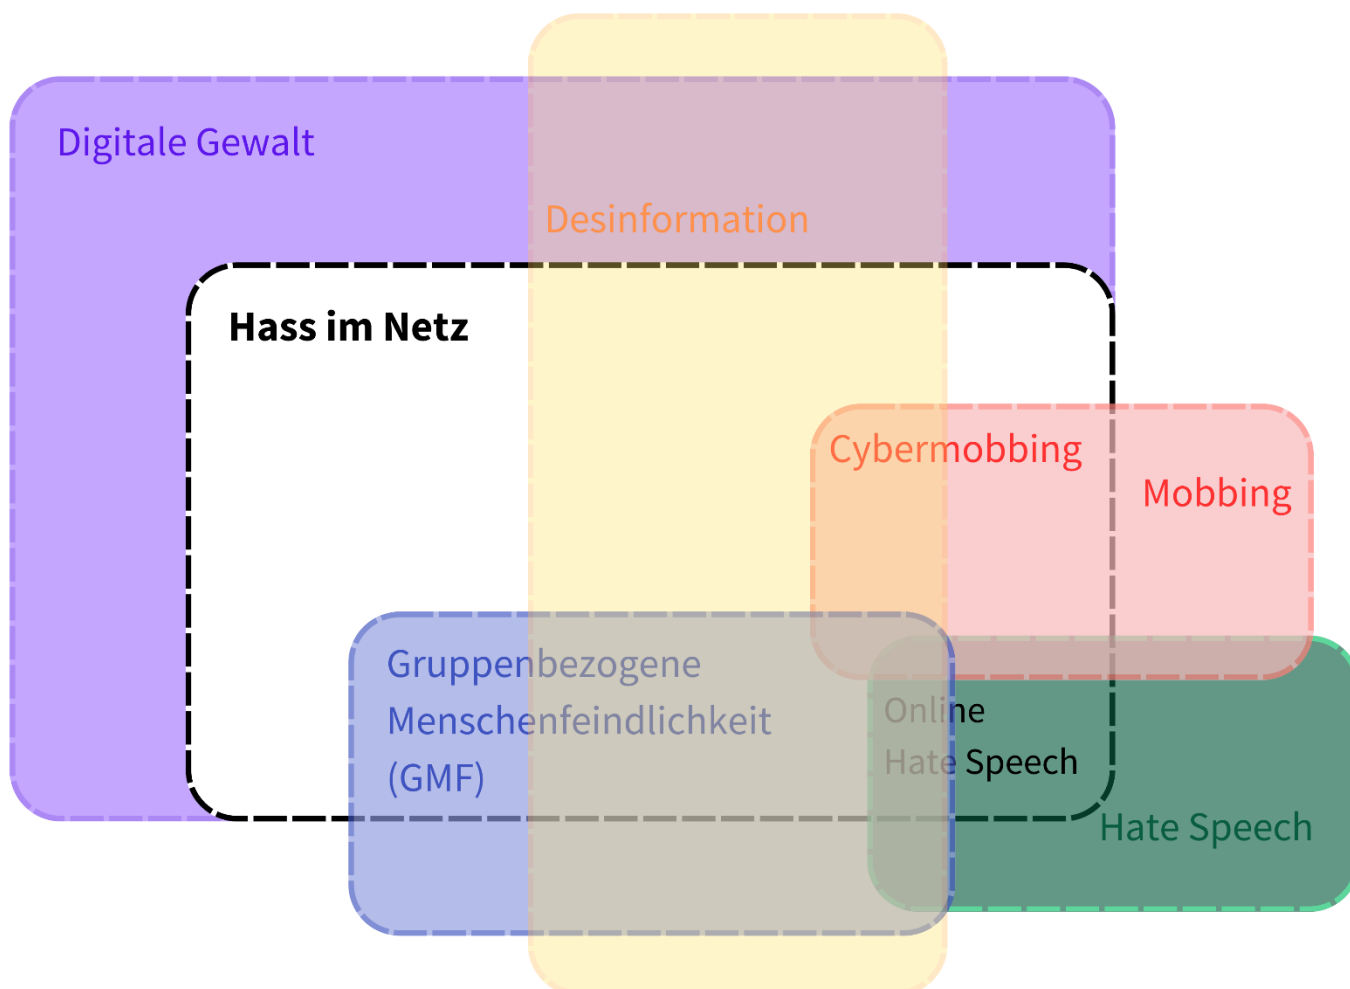 Digitale Gewalt
Desinformation
Hass im Netz
Cybermobbing
Mobbing
Gruppenbezogene
Menschenfeindlichkeit
(GMF)
Online
Hate Speech
Hate Speech